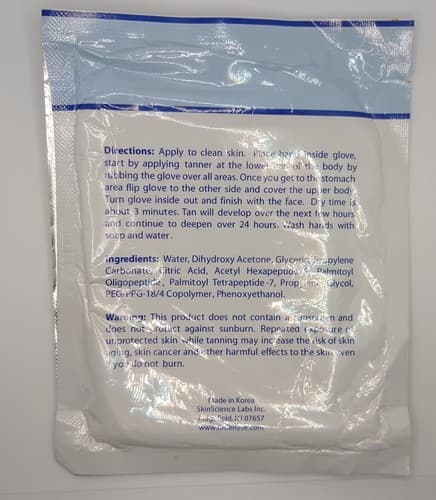 Directions: Apply to clean skin. Place hand inside glove,
start by applying tanner at the lower of the body by
rubbing the glove over all areas. Once you get to the stomach
area flip glove to the other side and cover the upper body
Turn glove inside out and finish with the face. Dry time is
about 3 minutes. Tan will develop over the next few hours
and continue to deepen over 24 hours. Wash hands with
soap and water.
Ingredients: Water, Dihydroxy Acetone, Glycerin, Propylene
Carbonate, Citric Acid, Acetyl Hexapeptide Palmitoyl
Oligopeptide, Palmitoyl Tetrapeptide-7, Propylene Glycol,
PEG/PPG-18/4 Copolymer, Phenoxyethanol.
Warning: This product does not contain a sunscreen and
does not protect against sunburn. Repeated exposure of
unprotected skin while tanning may increase the risk of skin
aging, skin cancer and other harmful effects to the skin even
if you do not burn.
Made in Korea
SkinScience Labs Inc.
NJ 07657